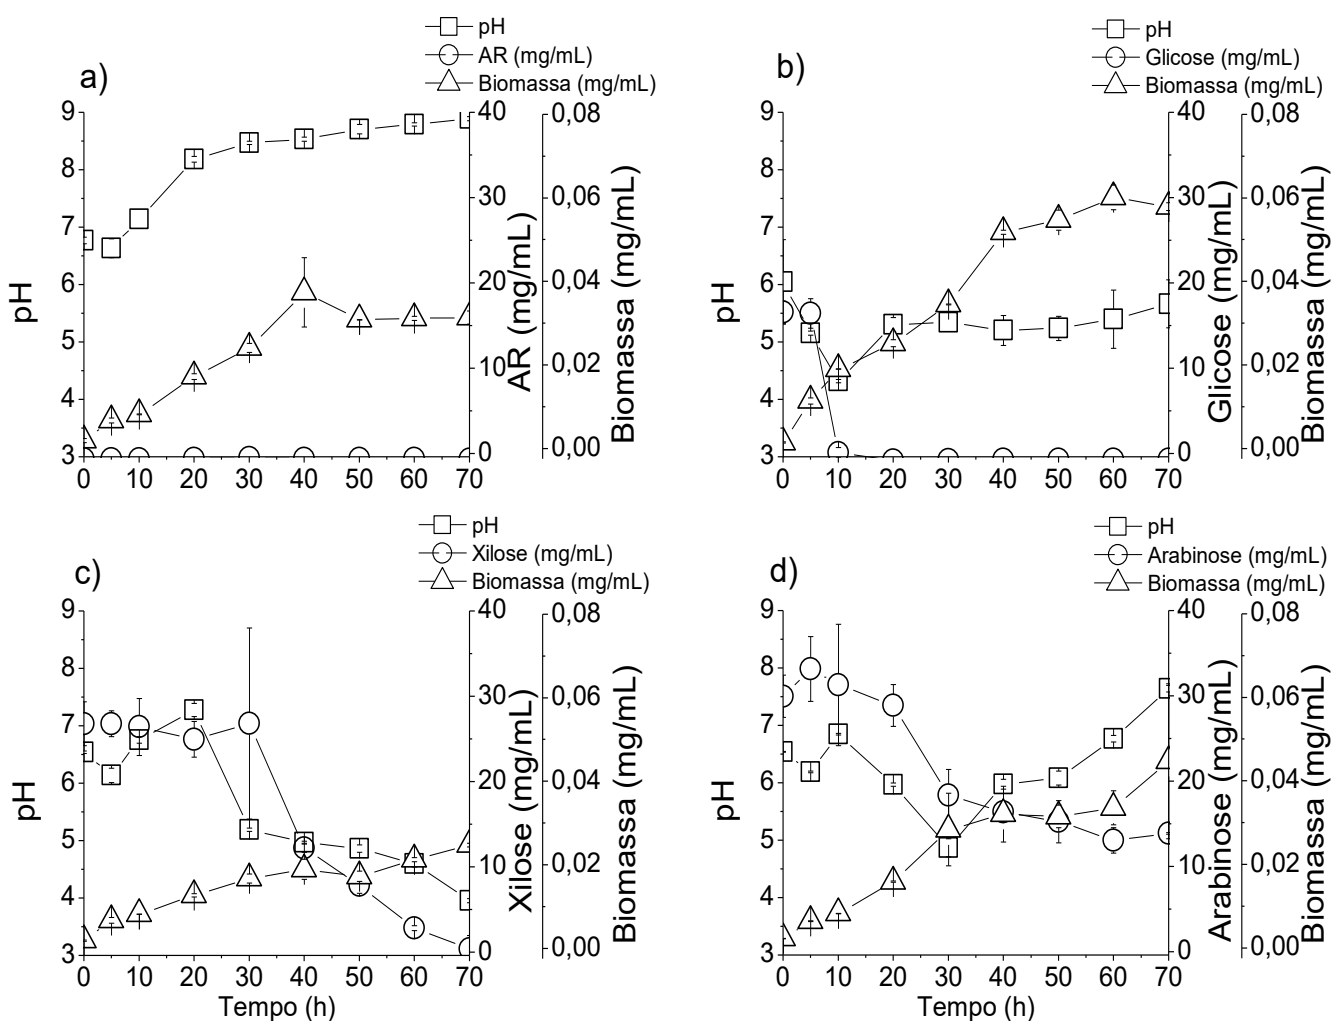 a)
pH
AR (mg/mL)
Biomassa (mg/mL)
9
8
7
6
5
4
3
pH
0 10 20 30 40 50 60 70
40
30
20
10
0
AR (mg/mL)
0,08
0,06
0,04
0,02
0,00
Biomassa (mg/mL)
b)
pH
Glicose (mg/mL)
Biomassa (mg/mL)
9
8
7
6
5
4
3
pH
0 10 20 30 40 50 60 70
40
30
20
10
0
Glicose (mg/mL)
0,08
0,06
0,04
0,02
0,00
Biomassa (mg/mL)
c)
pH
Xilose (mg/mL)
Biomassa (mg/mL)
9
8
7
6
5
4
3
pH
0 10 20 30 40 50 60 70
Tempo (h)
40
30
20
10
0
Xilose (mg/mL)
0,08
0,06
0,04
0,02
0,00
Biomassa (mg/mL)
d)
pH
Arabinose (mg/mL)
Biomassa (mg/mL)
9
8
7
6
5
4
3
pH
0 10 20 30 40 50 60 70
Tempo (h)
40
30
20
10
0
Arabinose (mg/mL)
0,08
0,06
0,04
0,02
0,00
Biomassa (mg/mL)